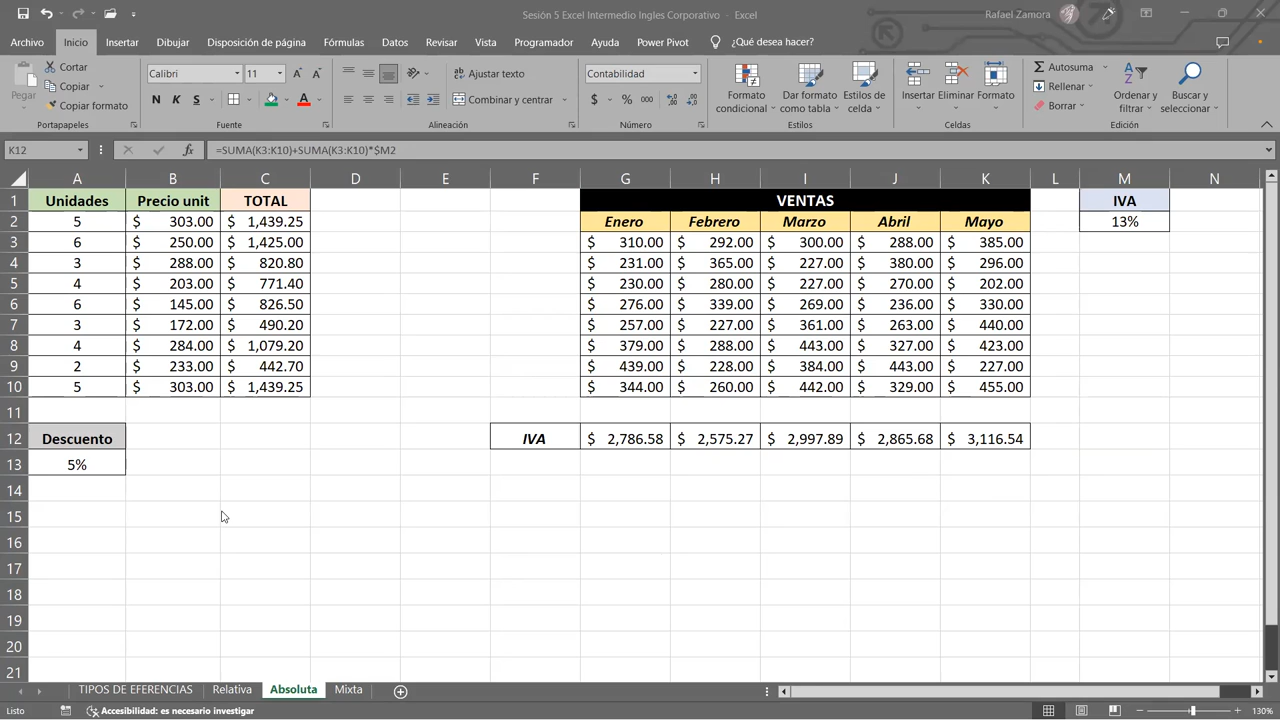 Sesión 5 Excel Intermedio Ingles Corporativo - Excel
Rafael Zamora
Archivo Inicio Insertar Dibujar Disposición de página Fórmulas Datos Revisar Vista Programador Ayuda Power Pivot ¿Qué desea hacer?
Pegar
Cortar
Copiar
Copiar formato
Portapapeles
Calibri 11
N K S
Fuente
Ajustar texto
Combinar y centrar
Alineación
Contabilidad
$ % 000
Número
Formato condicional
Dar formato como tabla
Estilos de celda
Estilos
Insertar Eliminar Formato
Celdas
Autosuma
Rellenar
Borrar
Ordenar y filtrar
Buscar y seleccionar
Edición
K12 fx =SUMA(K3:K10)+SUMA(K3:K10)*$M2
A B C D E F G H I J K L M N
1 Unidades Precio unit TOTAL VENTAS IVA
2 5 $ 303.00 $ 1,439.25 Enero Febrero Marzo Abril Mayo 13%
3 6 $ 250.00 $ 1,425.00 $ 310.00 $ 292.00 $ 300.00 $ 288.00 $ 385.00
4 3 $ 288.00 $ 820.80 $ 231.00 $ 365.00 $ 227.00 $ 380.00 $ 296.00
5 4 $ 203.00 $ 771.40 $ 230.00 $ 280.00 $ 227.00 $ 270.00 $ 202.00
6 6 $ 145.00 $ 826.50 $ 276.00 $ 339.00 $ 269.00 $ 236.00 $ 330.00
7 3 $ 172.00 $ 490.20 $ 257.00 $ 227.00 $ 361.00 $ 263.00 $ 440.00
8 4 $ 284.00 $ 1,079.20 $ 379.00 $ 288.00 $ 443.00 $ 327.00 $ 423.00
9 2 $ 233.00 $ 442.70 $ 439.00 $ 228.00 $ 384.00 $ 443.00 $ 227.00
10 5 $ 303.00 $ 1,439.25 $ 344.00 $ 260.00 $ 442.00 $ 329.00 $ 455.00
11
12 Descuento IVA $ 2,786.58 $ 2,575.27 $ 2,997.89 $ 2,865.68 $ 3,116.54
13 5%
14
15
16
17
18
19
20
21
TIPOS DE EFERENCIAS Relativa Absoluta Mixta
Listo Accesibilidad: es necesario investigar 130%